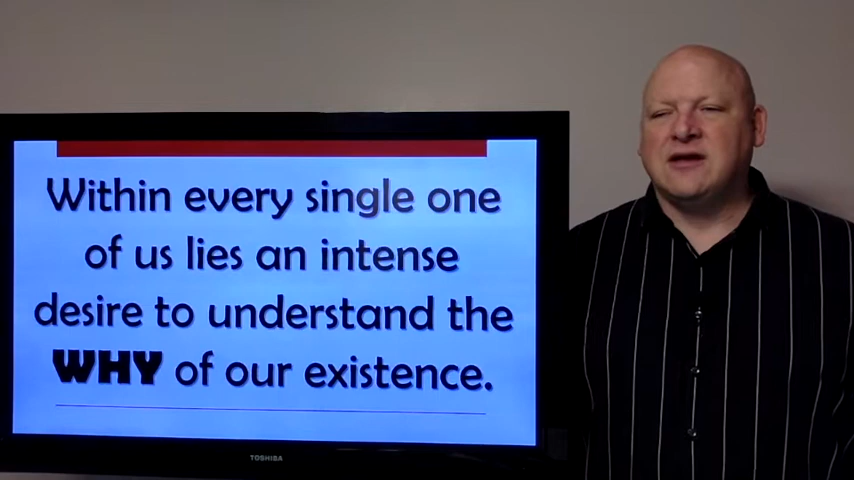 Within every single one
of us lies an intense
desire to understand the
WHY of our existence.
TOSHIBA